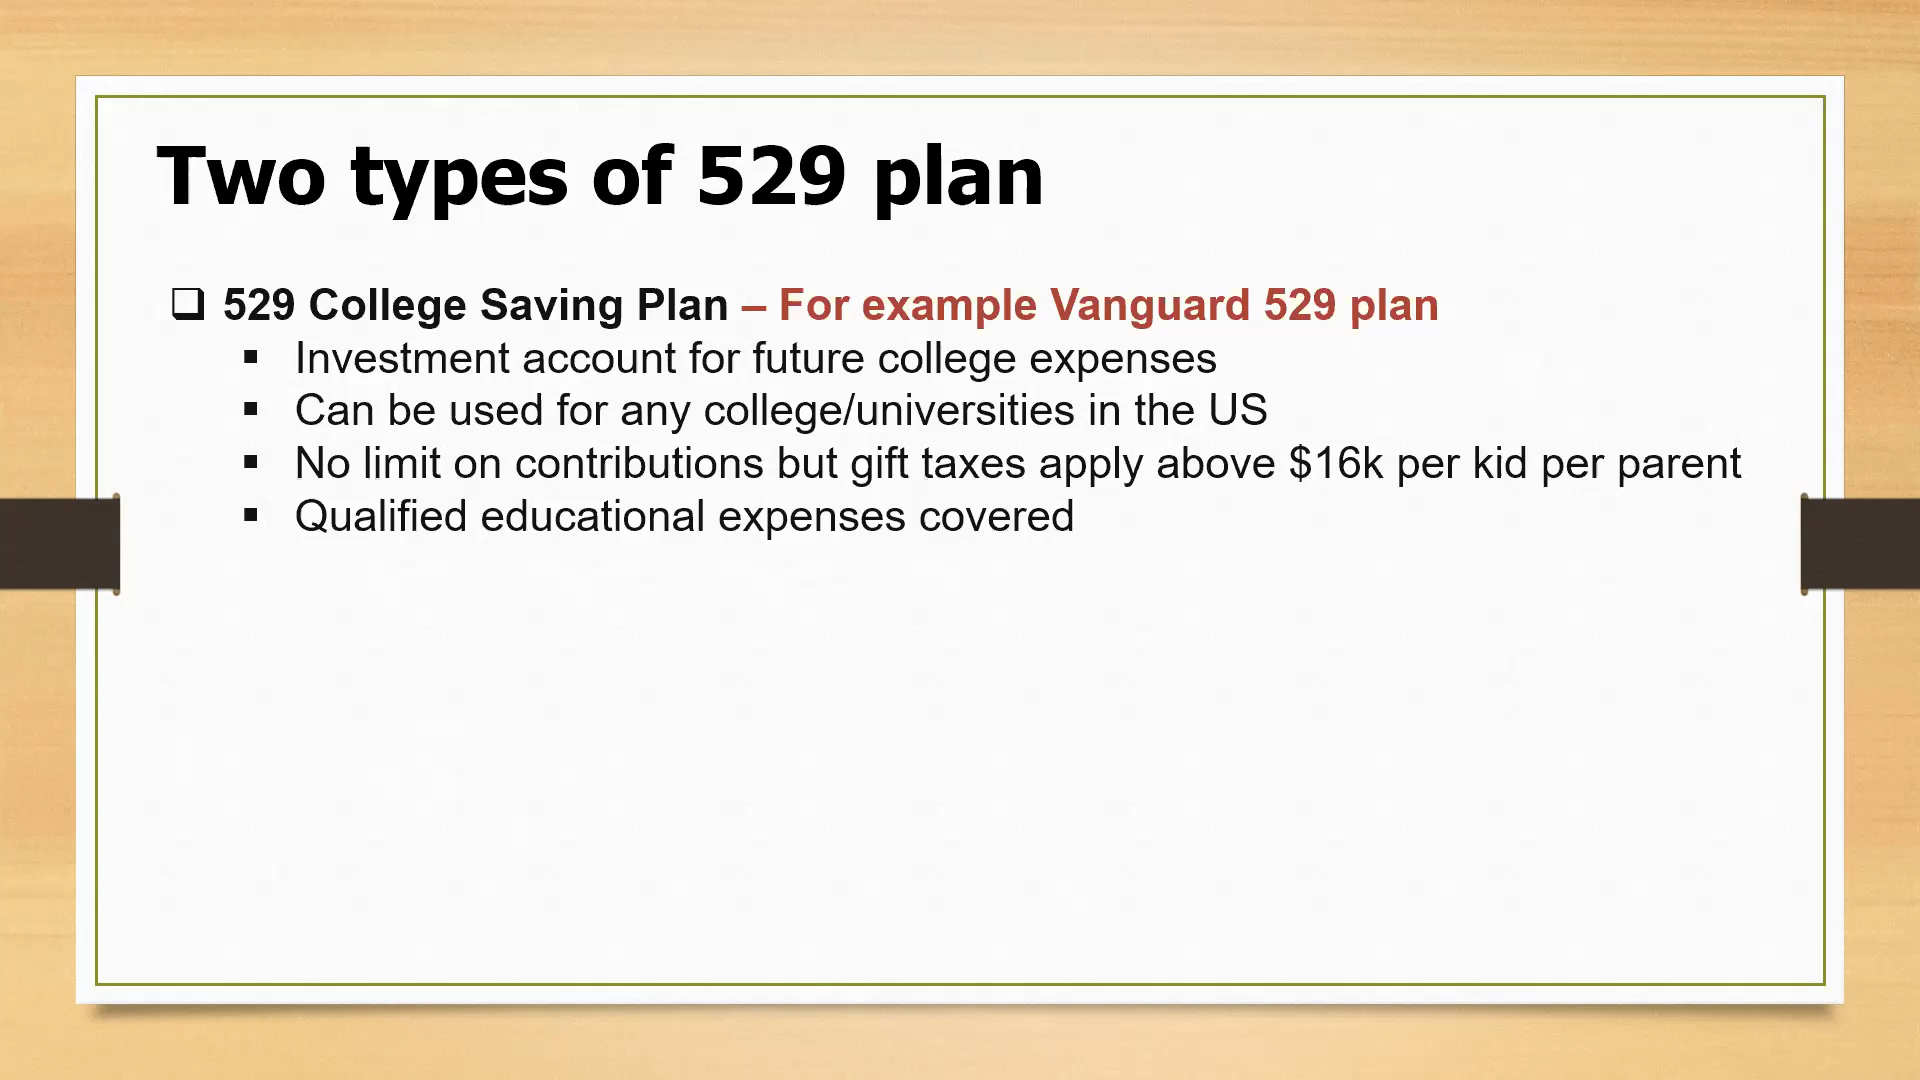 Two types of 529 plan
❑ 529 College Saving Plan – For example Vanguard 529 plan
▪ Investment account for future college expenses
▪ Can be used for any college/universities in the US
▪ No limit on contributions but gift taxes apply above $16k per kid per parent
▪ Qualified educational expenses covered